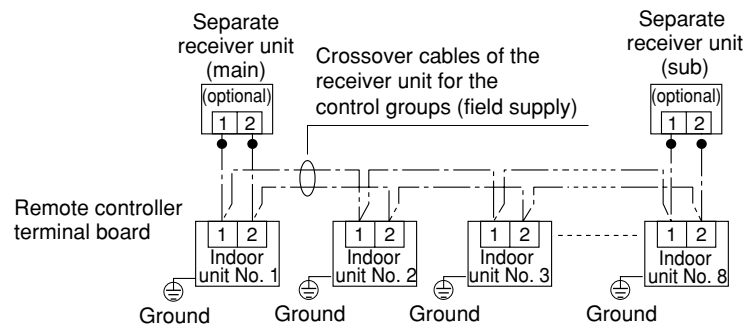 Separate
receiver unit
(main)
(optional)
1 2
Crossover cables of the
receiver unit for the
control groups (field supply)
Separate
receiver unit
(sub)
(optional)
1 2
Remote controller
terminal board
1 2
Indoor
unit No. 1
1 2
Indoor
unit No. 2
1 2
Indoor
unit No. 3
1 2
Indoor
unit No. 8
Ground
Ground
Ground
Ground